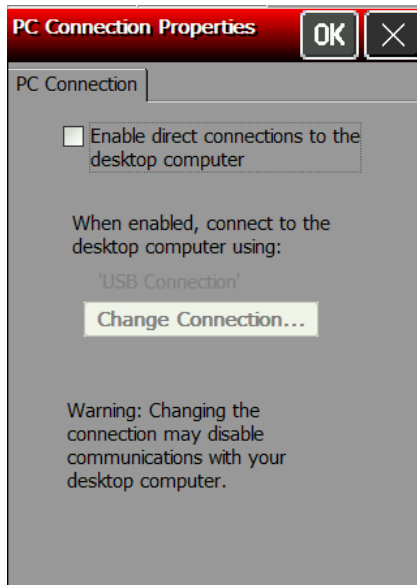 PC Connection Properties
OK
PC Connection
Enable direct connections to the
desktop computer
When enabled, connect to the
desktop computer using:
'USB Connection'
Change Connection...
Warning: Changing the
connection may disable
communications with your
desktop computer.